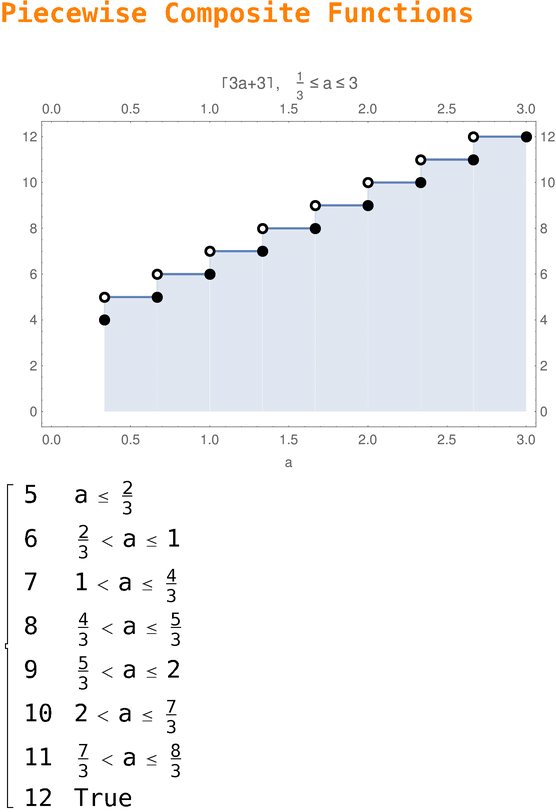 Piecewise Composite Functions
⌈3a+3⌉, 1/3 ≤ a ≤ 3
0.0 0.5 1.0 1.5 2.0 2.5 3.0
12 12
10 10
8 8
6 6
4 4
2 2
0 0
0.0 0.5 1.0 1.5 2.0 2.5 3.0
a
5 a ≤ 2/3
6 2/3 < a ≤ 1
7 1 < a ≤ 4/3
8 4/3 < a ≤ 5/3
9 5/3 < a ≤ 2
10 2 < a ≤ 7/3
11 7/3 < a ≤ 8/3
12 True